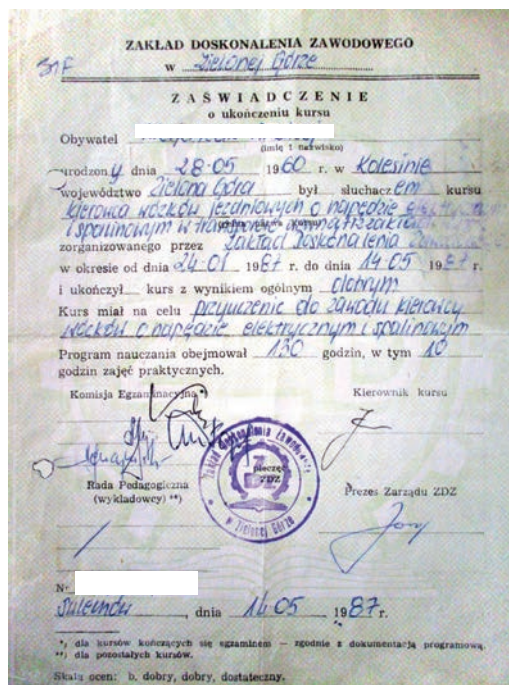 ZAKŁAD DOSKONALENIA ZAWODOWEGO
w Zielonej Górze
ZAŚWIADCZENIE
o ukończeniu kursu
Obywatel
(imię i nazwisko)
urodzony dnia 28.05 1960 r. w Kolesinie
województwo Zielona Góra był słuchaczem kursu
kierowca wózków jezdniowych o napędzie
i spalinowym w transporcie
zorganizowanego przez Zakład Doskonalenia
w okresie od dnia 24.01 1987 r. do dnia 14.05 1987 r.
i ukończył kurs z wynikiem ogólnym dobrym
Kurs miał na celu przyuczenie do zawodu kierowcy
wózków o napędzie elektrycznym i spalinowym
Program nauczania obejmował 130 godzin, w tym 10
godzin zajęć praktycznych.
Komisja Egzaminacyjna *) Kierownik kursu
Zakład Doskonalenia Zawodowego
w Zielonej Górze
pieczęć
ZDZ
Rada Pedagogiczna
(wykładowcy) **) Prezes Zarządu ZDZ
Nr
Sulechów, dnia 14.05 1987 r.
*) dla kursów kończących się egzaminem — zgodnie z dokumentacją programową.
**) dla pozostałych kursów.
Skala ocen: b. dobry, dobry, dostateczny.